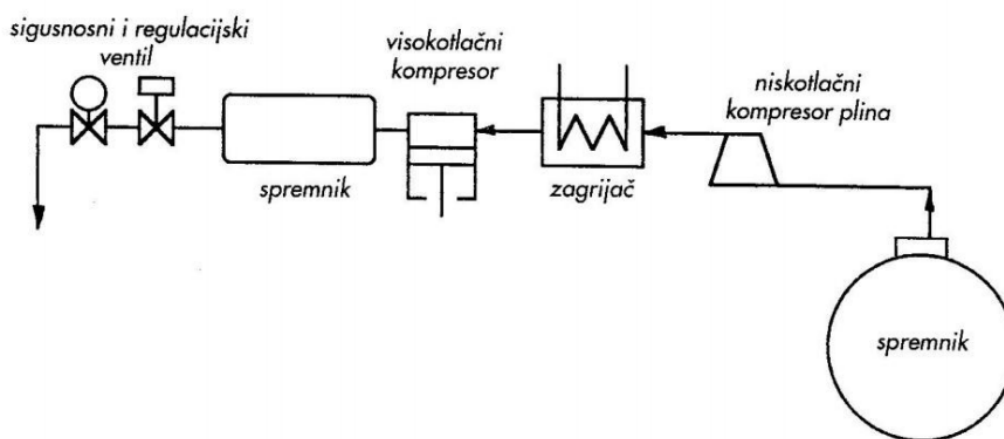 sigusnosni i regulacijski
ventil
visokotlačni
kompresor
niskotlačni
kompresor plina
spremnik
zagrijač
spremnik